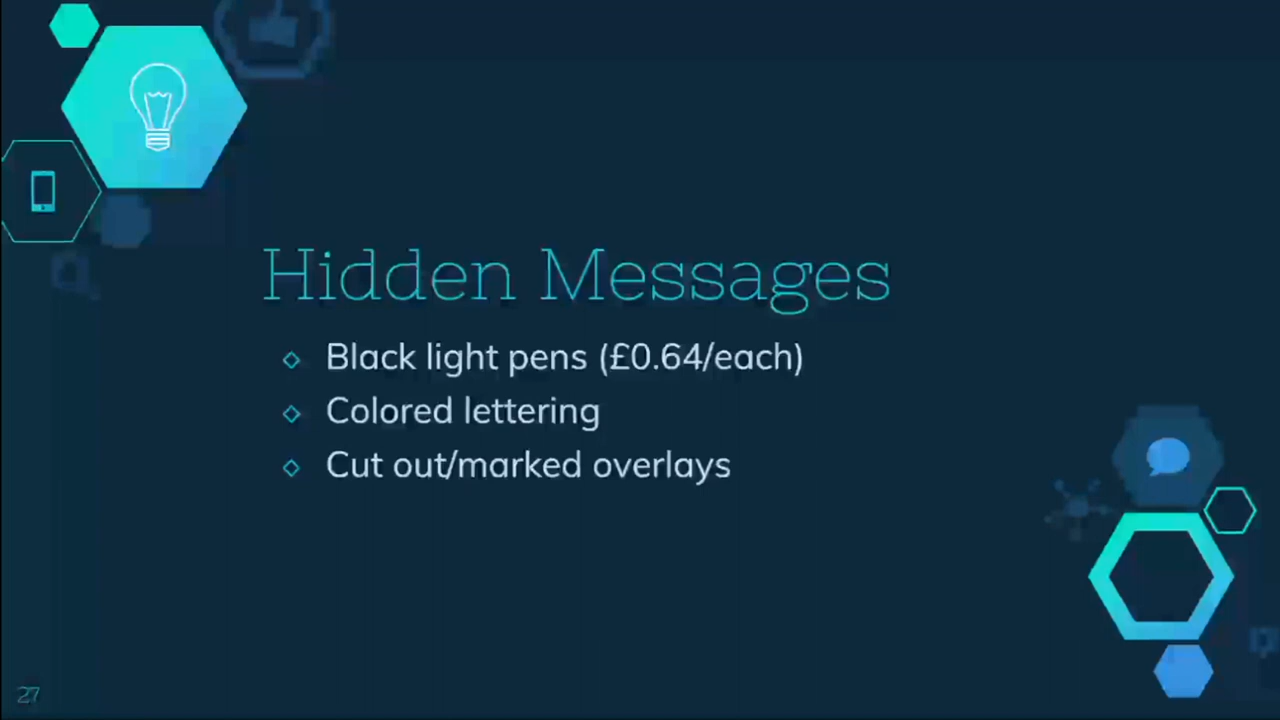 Hidden Messages
Black light pens (£0.64/each)
Colored lettering
Cut out/marked overlays
27